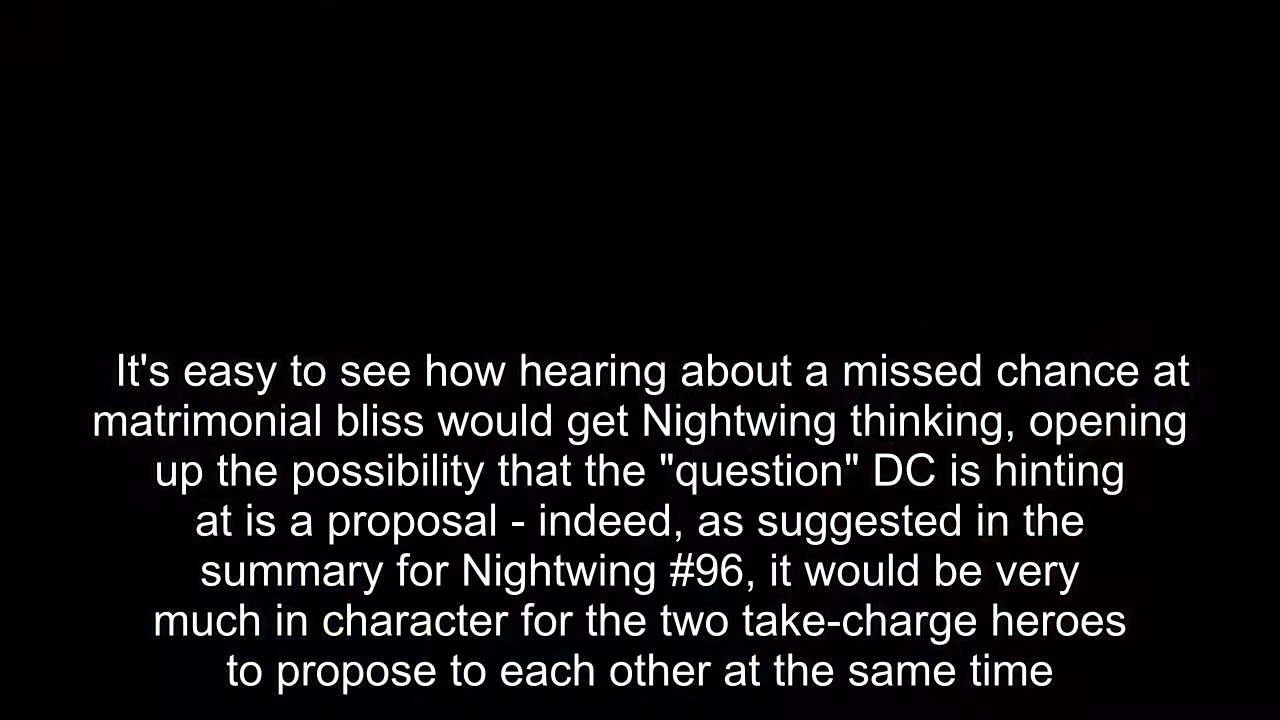 It's easy to see how hearing about a missed chance at
matrimonial bliss would get Nightwing thinking, opening
up the possibility that the "question" DC is hinting
at is a proposal - indeed, as suggested in the
summary for Nightwing #96, it would be very
much in character for the two take-charge heroes
to propose to each other at the same time